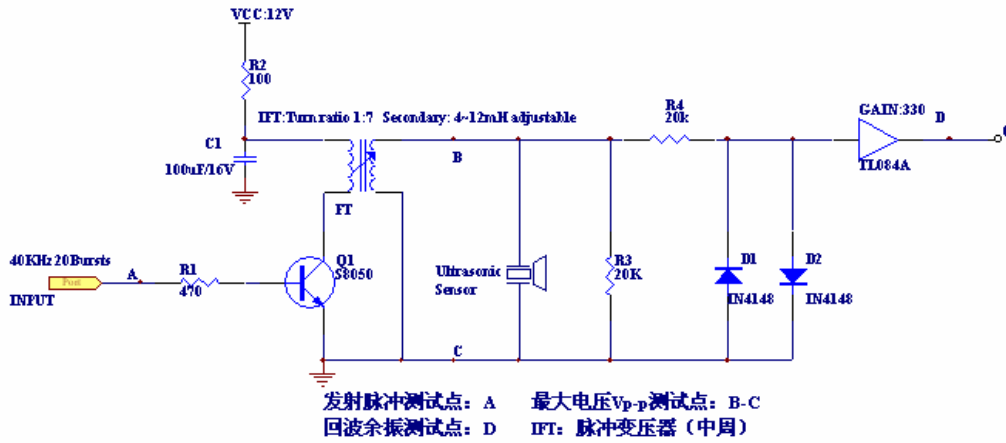 VCC:12V
R2
100
IFT:Turn ratio 1:7 Secondary: 4~12mH adjustable
C1
100uF/16V
FT
B
R4
20k
GAIN:330
D
TL084A
40KHz 20Bursts
A
R1
470
Port
INPUT
Q1
S8050
Ultrasonic
Sensor
R3
20K
D1
IN4148
D2
IN4148
C
发射脉冲测试点: A 最大电压Vp-p测试点: B-C
回波余振测试点: D IFT: 脉冲变压器（中周）